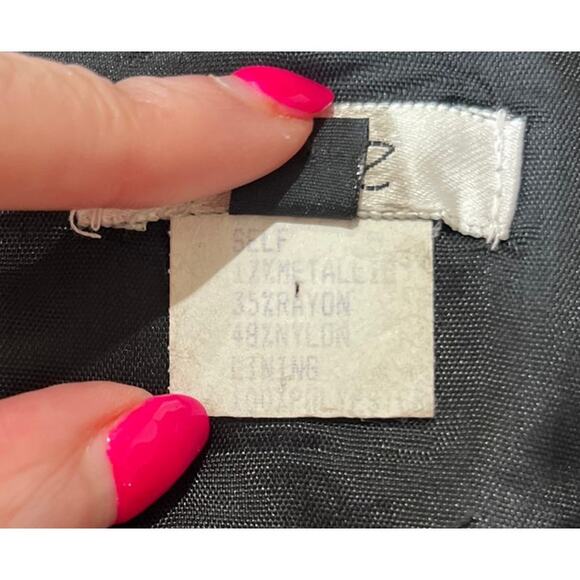 e
SELF
17%METALLIC
35%RAYON
48%NYLON
LINING
100%POLYESTER